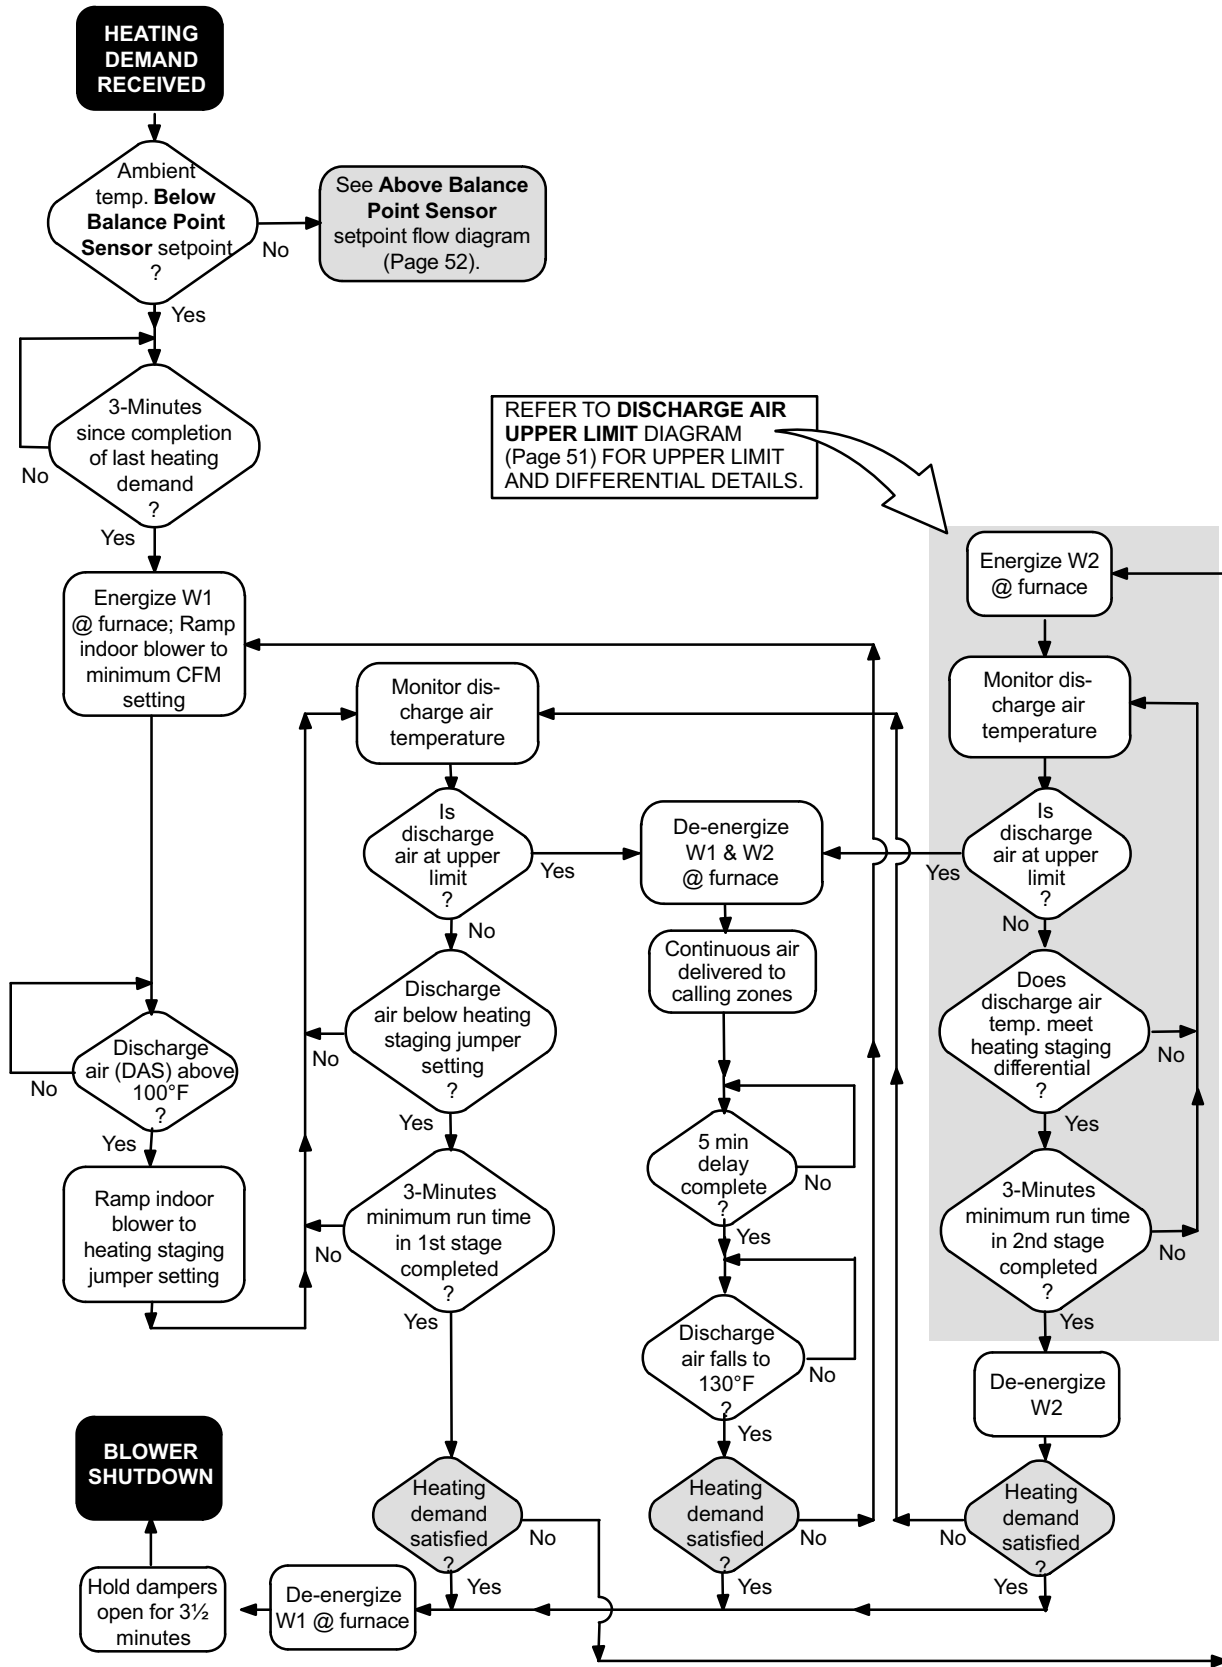 HEATING
DEMAND
RECEIVED
Ambient
temp. Below
Balance Point
Sensor setpoint
?
No
Yes
See Above Balance
Point Sensor
setpoint flow diagram
(Page 52).
3-Minutes
since completion
of last heating
demand
?
No
Yes
REFER TO DISCHARGE AIR
UPPER LIMIT DIAGRAM
(Page 51) FOR UPPER LIMIT
AND DIFFERENTIAL DETAILS.
Energize W1
@ furnace; Ramp
indoor blower to
minimum CFM
setting
Discharge
air (DAS) above
100°F
?
No
Yes
Ramp indoor
blower to
heating staging
jumper setting
Monitor dis-
charge air
temperature
Is
discharge
air at upper
limit
?
Yes
No
Discharge
air below heating
staging jumper
setting
?
No
Yes
3-Minutes
minimum run time
in 1st stage
completed
?
No
Yes
Heating
demand
satisfied
?
No
Yes
De-energize
W1 & W2
@ furnace
Continuous air
delivered to
calling zones
5 min
delay
complete
?
No
Yes
Discharge
air falls to
130°F
?
No
Yes
Heating
demand
satisfied
?
No
Yes
Energize W2
@ furnace
Monitor dis-
charge air
temperature
Is
discharge
air at upper
limit
?
Yes
No
Does
discharge air
temp. meet
heating staging
differential
?
No
Yes
3-Minutes
minimum run time
in 2nd stage
completed
?
No
Yes
De-energize
W2
Heating
demand
satisfied
?
No
Yes
De-energize
W1 @ furnace
Hold dampers
open for 3½
minutes
BLOWER
SHUTDOWN